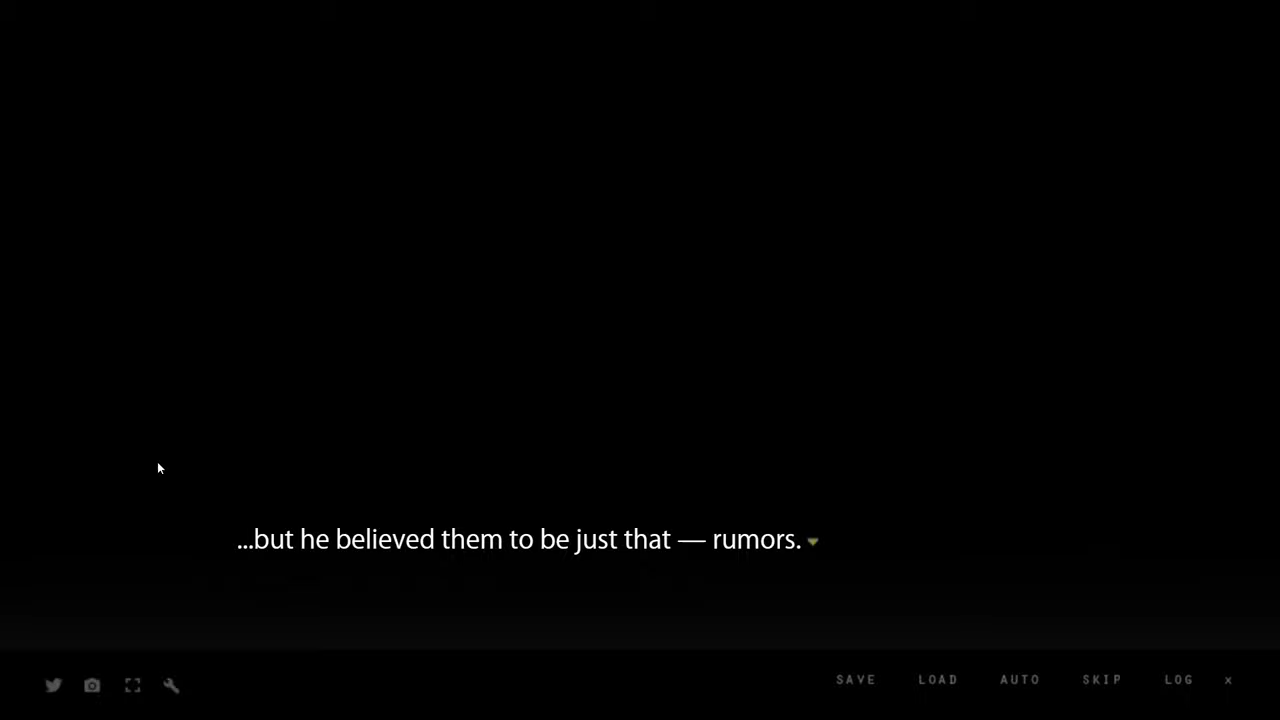 ...but he believed them to be just that — rumors.
SAVE LOAD AUTO SKIP LOG ×